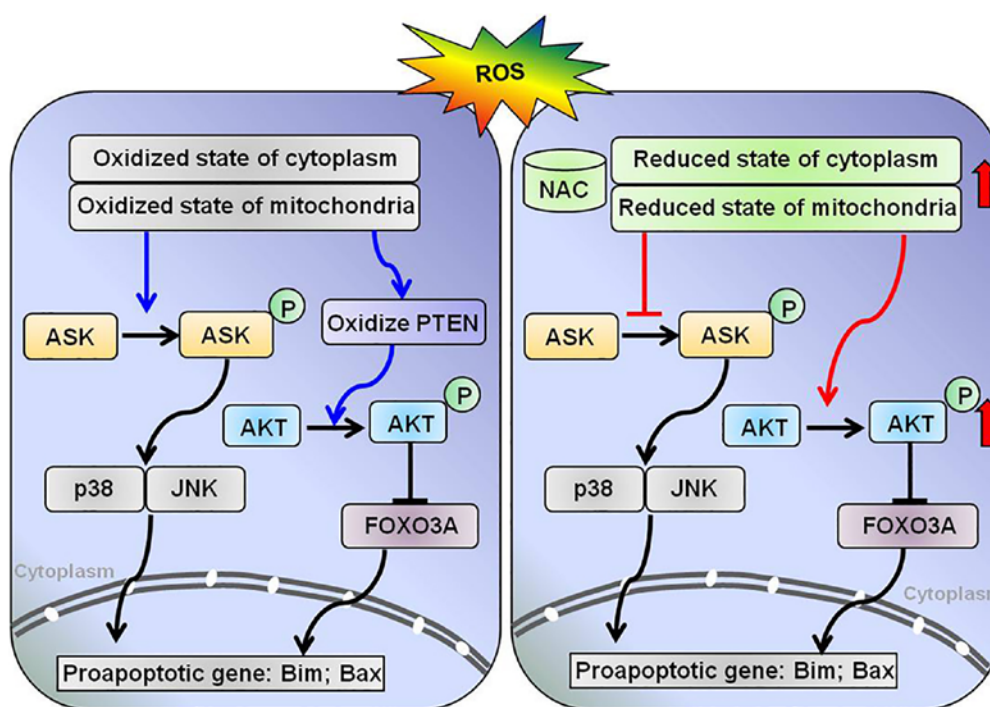 ROS
Oxidized state of cytoplasm
Oxidized state of mitochondria
ASK
ASK
P
Oxidize PTEN
AKT
AKT
P
p38
JNK
FOXO3A
Cytoplasm
Proapoptotic gene: Bim; Bax
NAC
Reduced state of cytoplasm
Reduced state of mitochondria
ASK
ASK
P
AKT
AKT
P
p38
JNK
FOXO3A
Cytoplasm
Proapoptotic gene: Bim; Bax